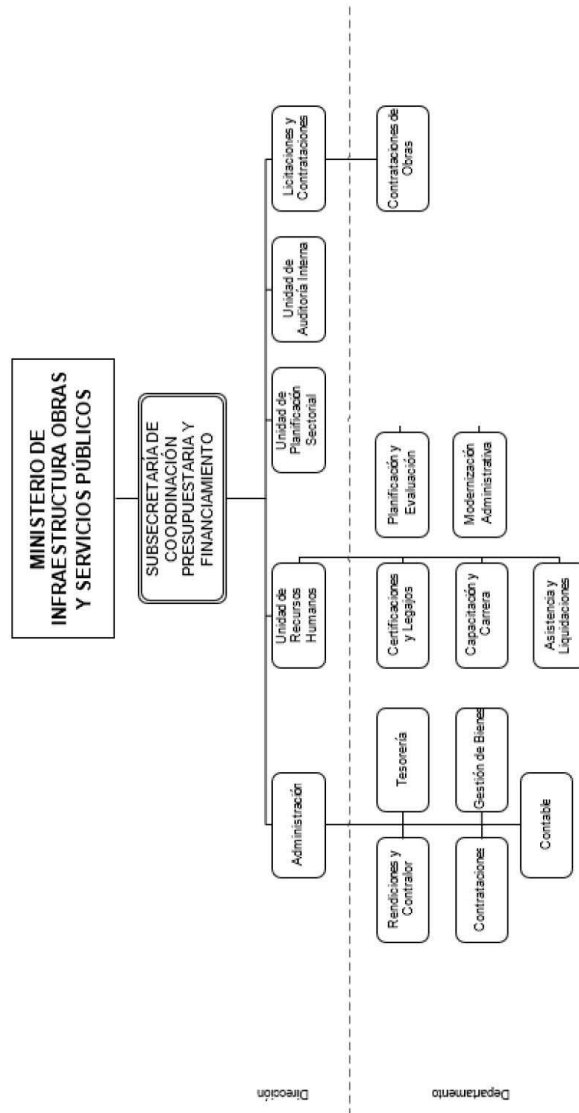 MINISTERIO DE
INFRAESTRUCTURA OBRAS
Y SERVICIOS PÚBLICOS
SUBSECRETARÍA DE
COORDINACIÓN
PRESUPUESTARIA Y
FINANCIAMIENTO
Dirección
Administración
Unidad de
Recursos
Humanos
Unidad de
Planificación
Sectorial
Unidad de
Auditoría Interna
Licitaciones y
Contrataciones
Departamento
Rendiciones y
Contralor
Tesorería
Certificaciones
y Legajos
Planificación y
Evaluación
Contrataciones de
Obras
Contrataciones
Gestión de Bienes
Capacitación y
Carrera
Modernización
Administrativa
Contable
Asistencia y
Liquidaciones